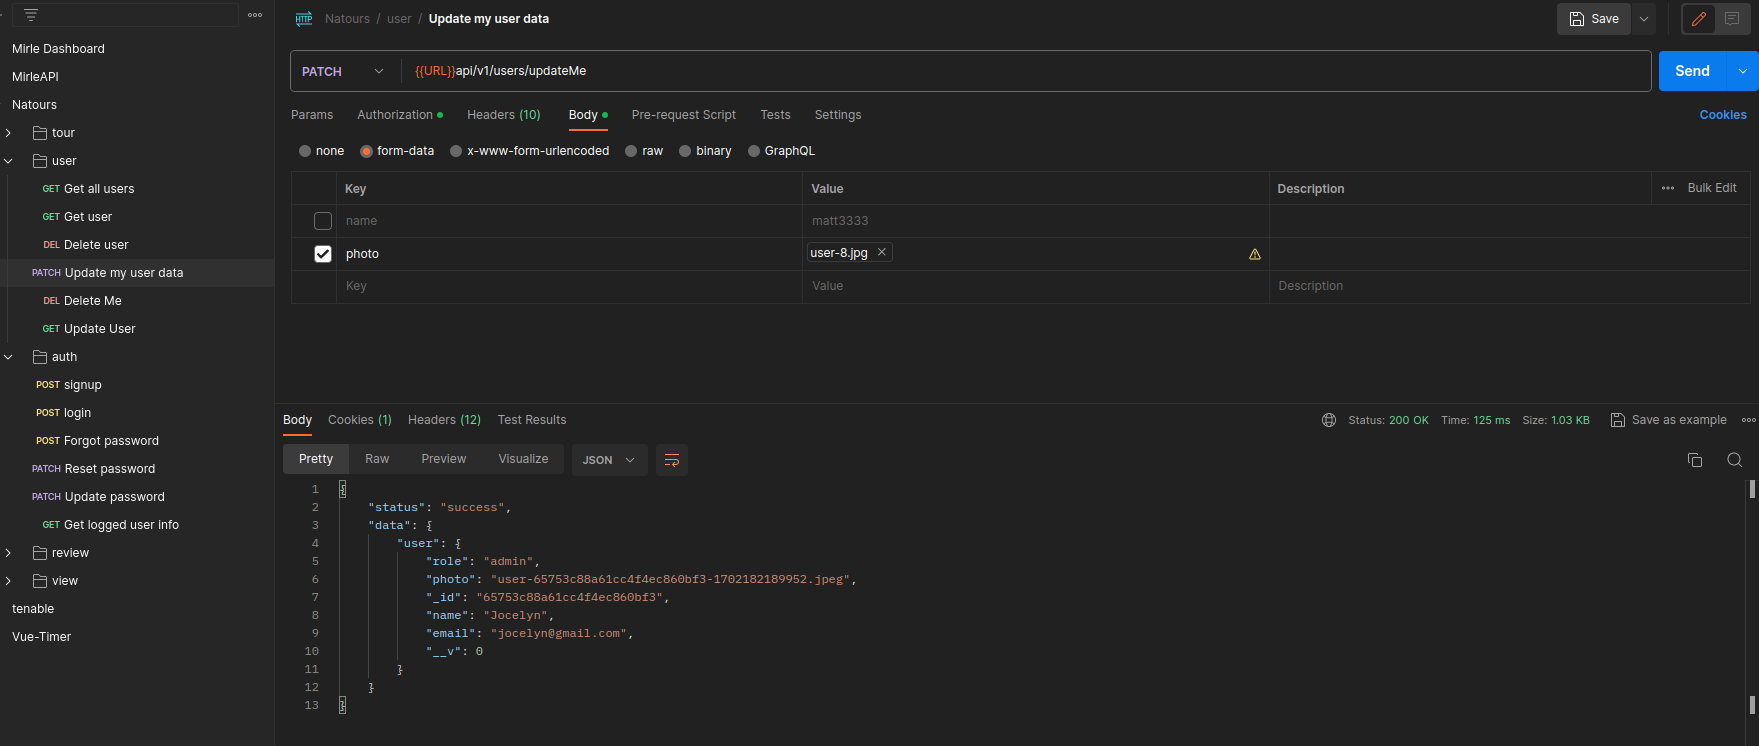 Mirle Dashboard
MirleAPI
Natours
tour
user
GET Get all users
GET Get user
DEL Delete user
PATCH Update my user data
DEL Delete Me
GET Update User
auth
POST signup
POST login
POST Forgot password
PATCH Reset password
PATCH Update password
GET Get logged user info
review
view
tenable
Vue-Timer
HTTP Natours / user / Update my user data
Save
PATCH {{URL}}api/v1/users/updateMe Send
Params Authorization Headers (10) Body Pre-request Script Tests Settings Cookies
none form-data x-www-form-urlencoded raw binary GraphQL
Key Value Description Bulk Edit
name matt3333
photo user-8.jpg
Key Value Description
Body Cookies (1) Headers (12) Test Results Status: 200 OK Time: 125 ms Size: 1.03 KB Save as example
Pretty Raw Preview Visualize JSON
1 {
2 "status": "success",
3 "data": {
4 "user": {
5 "role": "admin",
6 "photo": "user-65753c88a61cc4f4ec860bf3-1702182189952.jpeg",
7 "_id": "65753c88a61cc4f4ec860bf3",
8 "name": "Jocelyn",
9 "email": "jocelyn@gmail.com",
10 "__v": 0
11 }
12 }
13 }